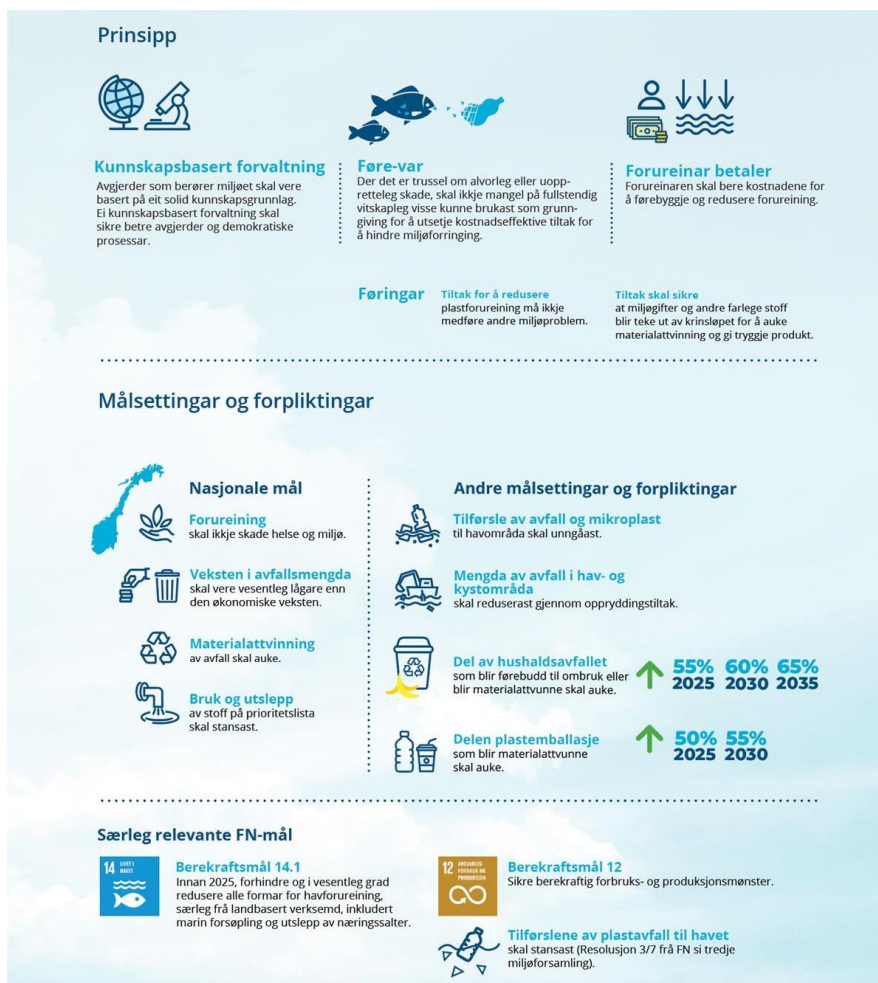 Prinsipp
Kunnskapsbasert forvaltning
Avgjerder som berører miljøet skal vere
basert på eit solid kunnskapsgrunnlag.
Ei kunnskapsbasert forvaltning skal
sikre betre avgjerder og demokratiske
prosessar.
Føre-var
Der det er trussel om alvorleg eller uopp-
retteleg skade, skal ikkje mangel på fullstendig
vitskapleg visse kunne brukast som grunn-
giving for å utsetje kostnadseffektive tiltak for
å hindre miljøforringing.
Forureinar betaler
Forureinaren skal bere kostnadene for
å førebyggje og redusere forureining.
Føringar
Tiltak for å redusere
plastforureining må ikkje
medføre andre miljøproblem.
Tiltak skal sikre
at miljøgifter og andre farlege stoff
blir teke ut av krinsløpet for å auke
materialattvinning og gi tryggje produkt.
Målsettingar og forpliktingar
Nasjonale mål
Forureining
skal ikkje skade helse og miljø.
Veksten i avfallsmengda
skal vere vesentleg lågare enn
den økonomiske veksten.
Materialattvinning
av avfall skal auke.
Bruk og utslepp
av stoff på prioritetslista
skal stansast.
Andre målsettingar og forpliktingar
Tilførsle av avfall og mikroplast
til havområda skal unngåast.
Mengda av avfall i hav- og
kystområda
skal reduserast gjennom oppryddingstiltak.
Del av hushaldsavfallet
som blir førebudd til ombruk eller
blir materialattvunne skal auke.
55% 60% 65%
2025 2030 2035
Delen plastemballasje
som blir materialattvunne
skal auke.
50% 55%
2025 2030
Særleg relevante FN-mål
14 LIVET I
HAVET
Berekraftsmål 14.1
Innan 2025, forhindre og i vesentleg grad
redusere alle formar for havforureining,
særleg frå landbasert verksemd, inkludert
marin forsøpling og utslepp av næringssalter.
12 ANSVARLEG
FORBRUK OG
PRODUKSJON
Berekraftsmål 12
Sikre berekraftig forbruks- og produksjonsmønster.
Tilførslene av plastavfall til havet
skal stansast (Resolusjon 3/7 frå FN si tredje
miljøforsamling).